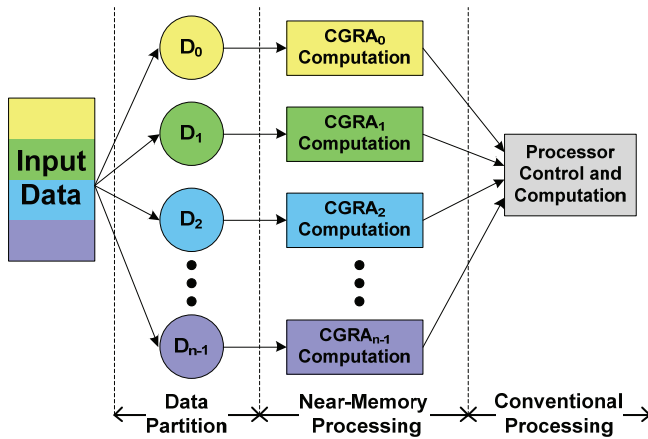 Input
Data
D0
D1
D2
Dn-1
CGRA0
Computation
CGRA1
Computation
CGRA2
Computation
CGRAn-1
Computation
Processor
Control and
Computation
Data
Partition
Near-Memory
Processing
Conventional
Processing